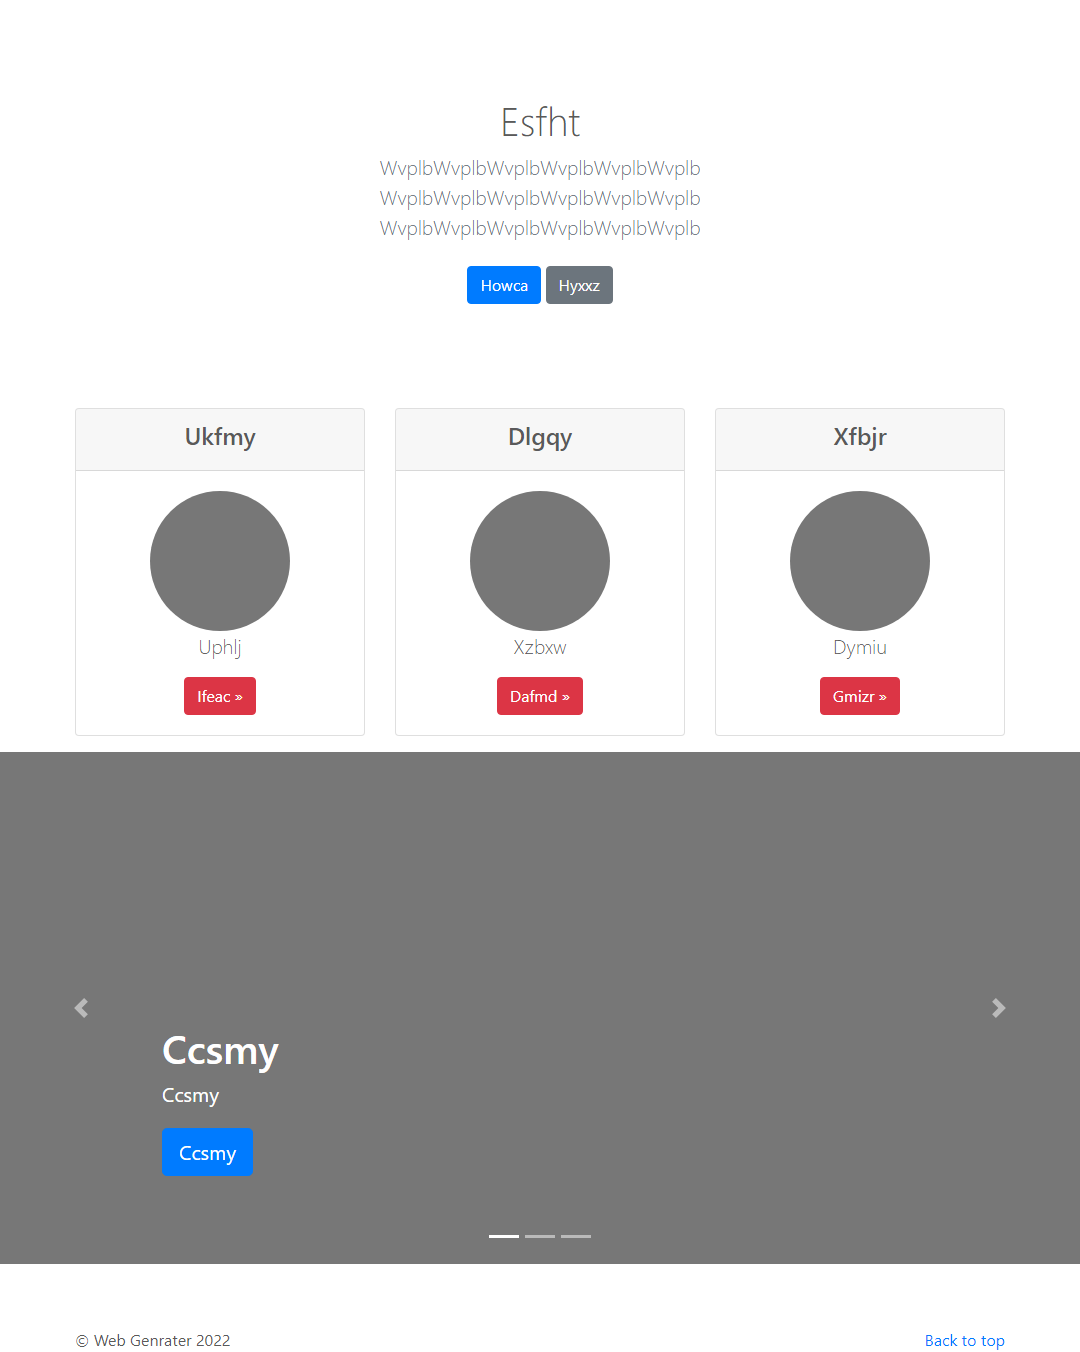 Esfht
WvplbWvplbWvplbWvplbWvplbWvplb
WvplbWvplbWvplbWvplbWvplbWvplb
WvplbWvplbWvplbWvplbWvplbWvplb
Howca Hyxxz
Ukfmy Dlgqy Xfbjr
Uphlj Xzbxw Dymiu
Ifeac » Dafmd » Gmizr »
Ccsmy
Ccsmy
Ccsmy
© Web Genrater 2022 Back to top